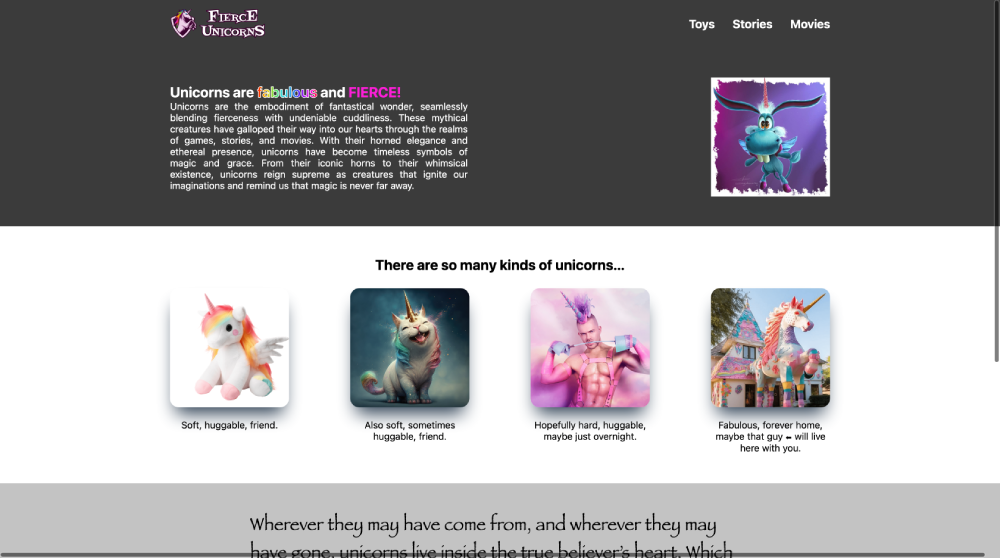 FIERCE
UNICORNS
Toys Stories Movies
Unicorns are fabulous and FIERCE!
Unicorns are the embodiment of fantastical wonder, seamlessly
blending fierceness with undeniable cuddliness. These mythical
creatures have galloped their way into our hearts through the realms
of games, stories, and movies. With their horned elegance and
ethereal presence, unicorns have become timeless symbols of
magic and grace. From their iconic horns to their whimsical
existence, unicorns reign supreme as creatures that ignite our
imaginations and remind us that magic is never far away.
There are so many kinds of unicorns...
Soft, huggable, friend.
Also soft, sometimes
huggable, friend.
Hopefully hard, huggable,
maybe just overnight.
Fabulous, forever home,
maybe that guy ⬅ will live
here with you.
Wherever they may have come from, and wherever they may
have gone, unicorns live inside the true believer's heart. Which